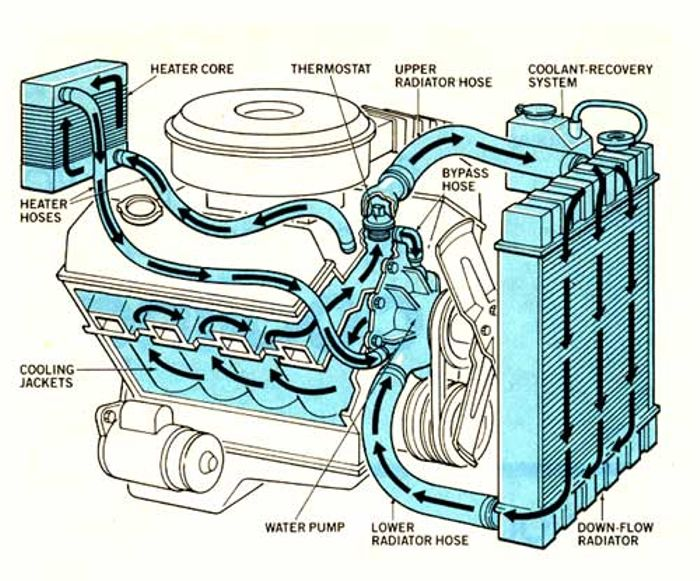 HEATER CORE
THERMOSTAT
UPPER
RADIATOR HOSE
COOLANT-RECOVERY
SYSTEM
BYPASS
HOSE
HEATER
HOSES
COOLING
JACKETS
WATER PUMP
LOWER
RADIATOR HOSE
DOWN-FLOW
RADIATOR